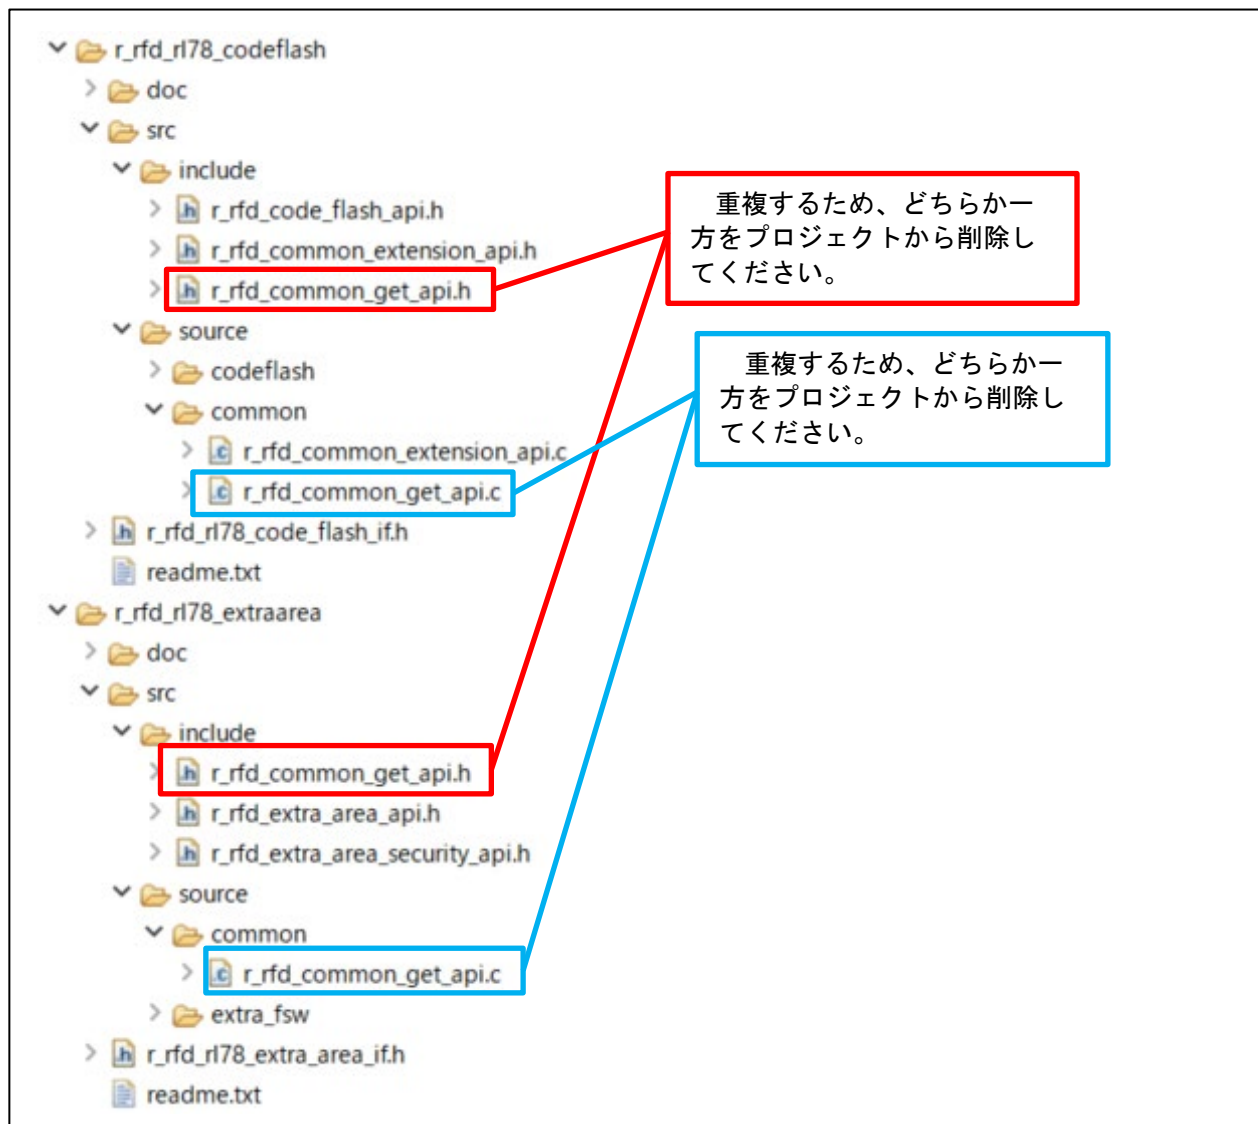 r_rfd_rl78_codeflash
doc
src
include
r_rfd_code_flash_api.h
r_rfd_common_extension_api.h
r_rfd_common_get_api.h
source
codeflash
common
r_rfd_common_extension_api.c
r_rfd_common_get_api.c
r_rfd_rl78_code_flash_if.h
readme.txt
r_rfd_rl78_extraarea
doc
src
include
r_rfd_common_get_api.h
r_rfd_extra_area_api.h
r_rfd_extra_area_security_api.h
source
common
r_rfd_common_get_api.c
extra_fsw
r_rfd_rl78_extra_area_if.h
readme.txt
重複するため、どちらか一
方をプロジェクトから削除し
てください。
重複するため、どちらか一
方をプロジェクトから削除し
てください。